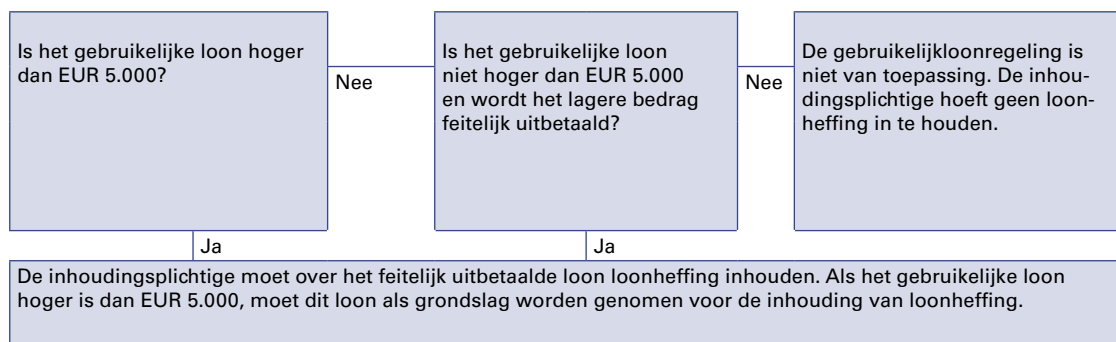 Is het gebruikelijke loon hoger
dan EUR 5.000?
Nee
Is het gebruikelijke loon
niet hoger dan EUR 5.000
en wordt het lagere bedrag
feitelijk uitbetaald?
Nee
De gebruikelijkloonregeling is
niet van toepassing. De inhou-
dingsplichtige hoeft geen loon-
heffing in te houden.
Ja
Ja
De inhoudingsplichtige moet over het feitelijk uitbetaalde loon loonheffing inhouden. Als het gebruikelijke loon
hoger is dan EUR 5.000, moet dit loon als grondslag worden genomen voor de inhouding van loonheffing.